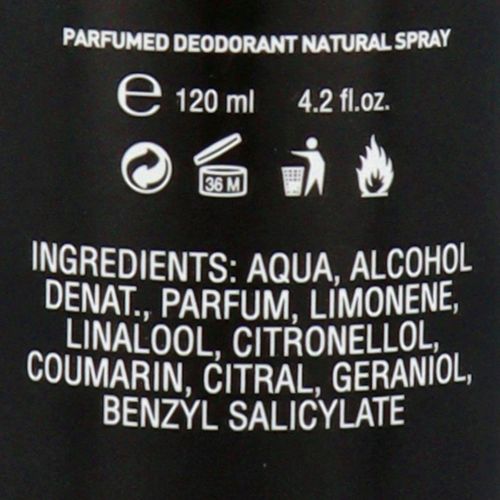 PARFUMED DEODORANT NATURAL SPRAY
℮ 120 ml 4.2 fl.oz.
36 M
INGREDIENTS: AQUA, ALCOHOL
DENAT., PARFUM, LIMONENE,
LINALOOL, CITRONELLOL,
COUMARIN, CITRAL, GERANIOL,
BENZYL SALICYLATE